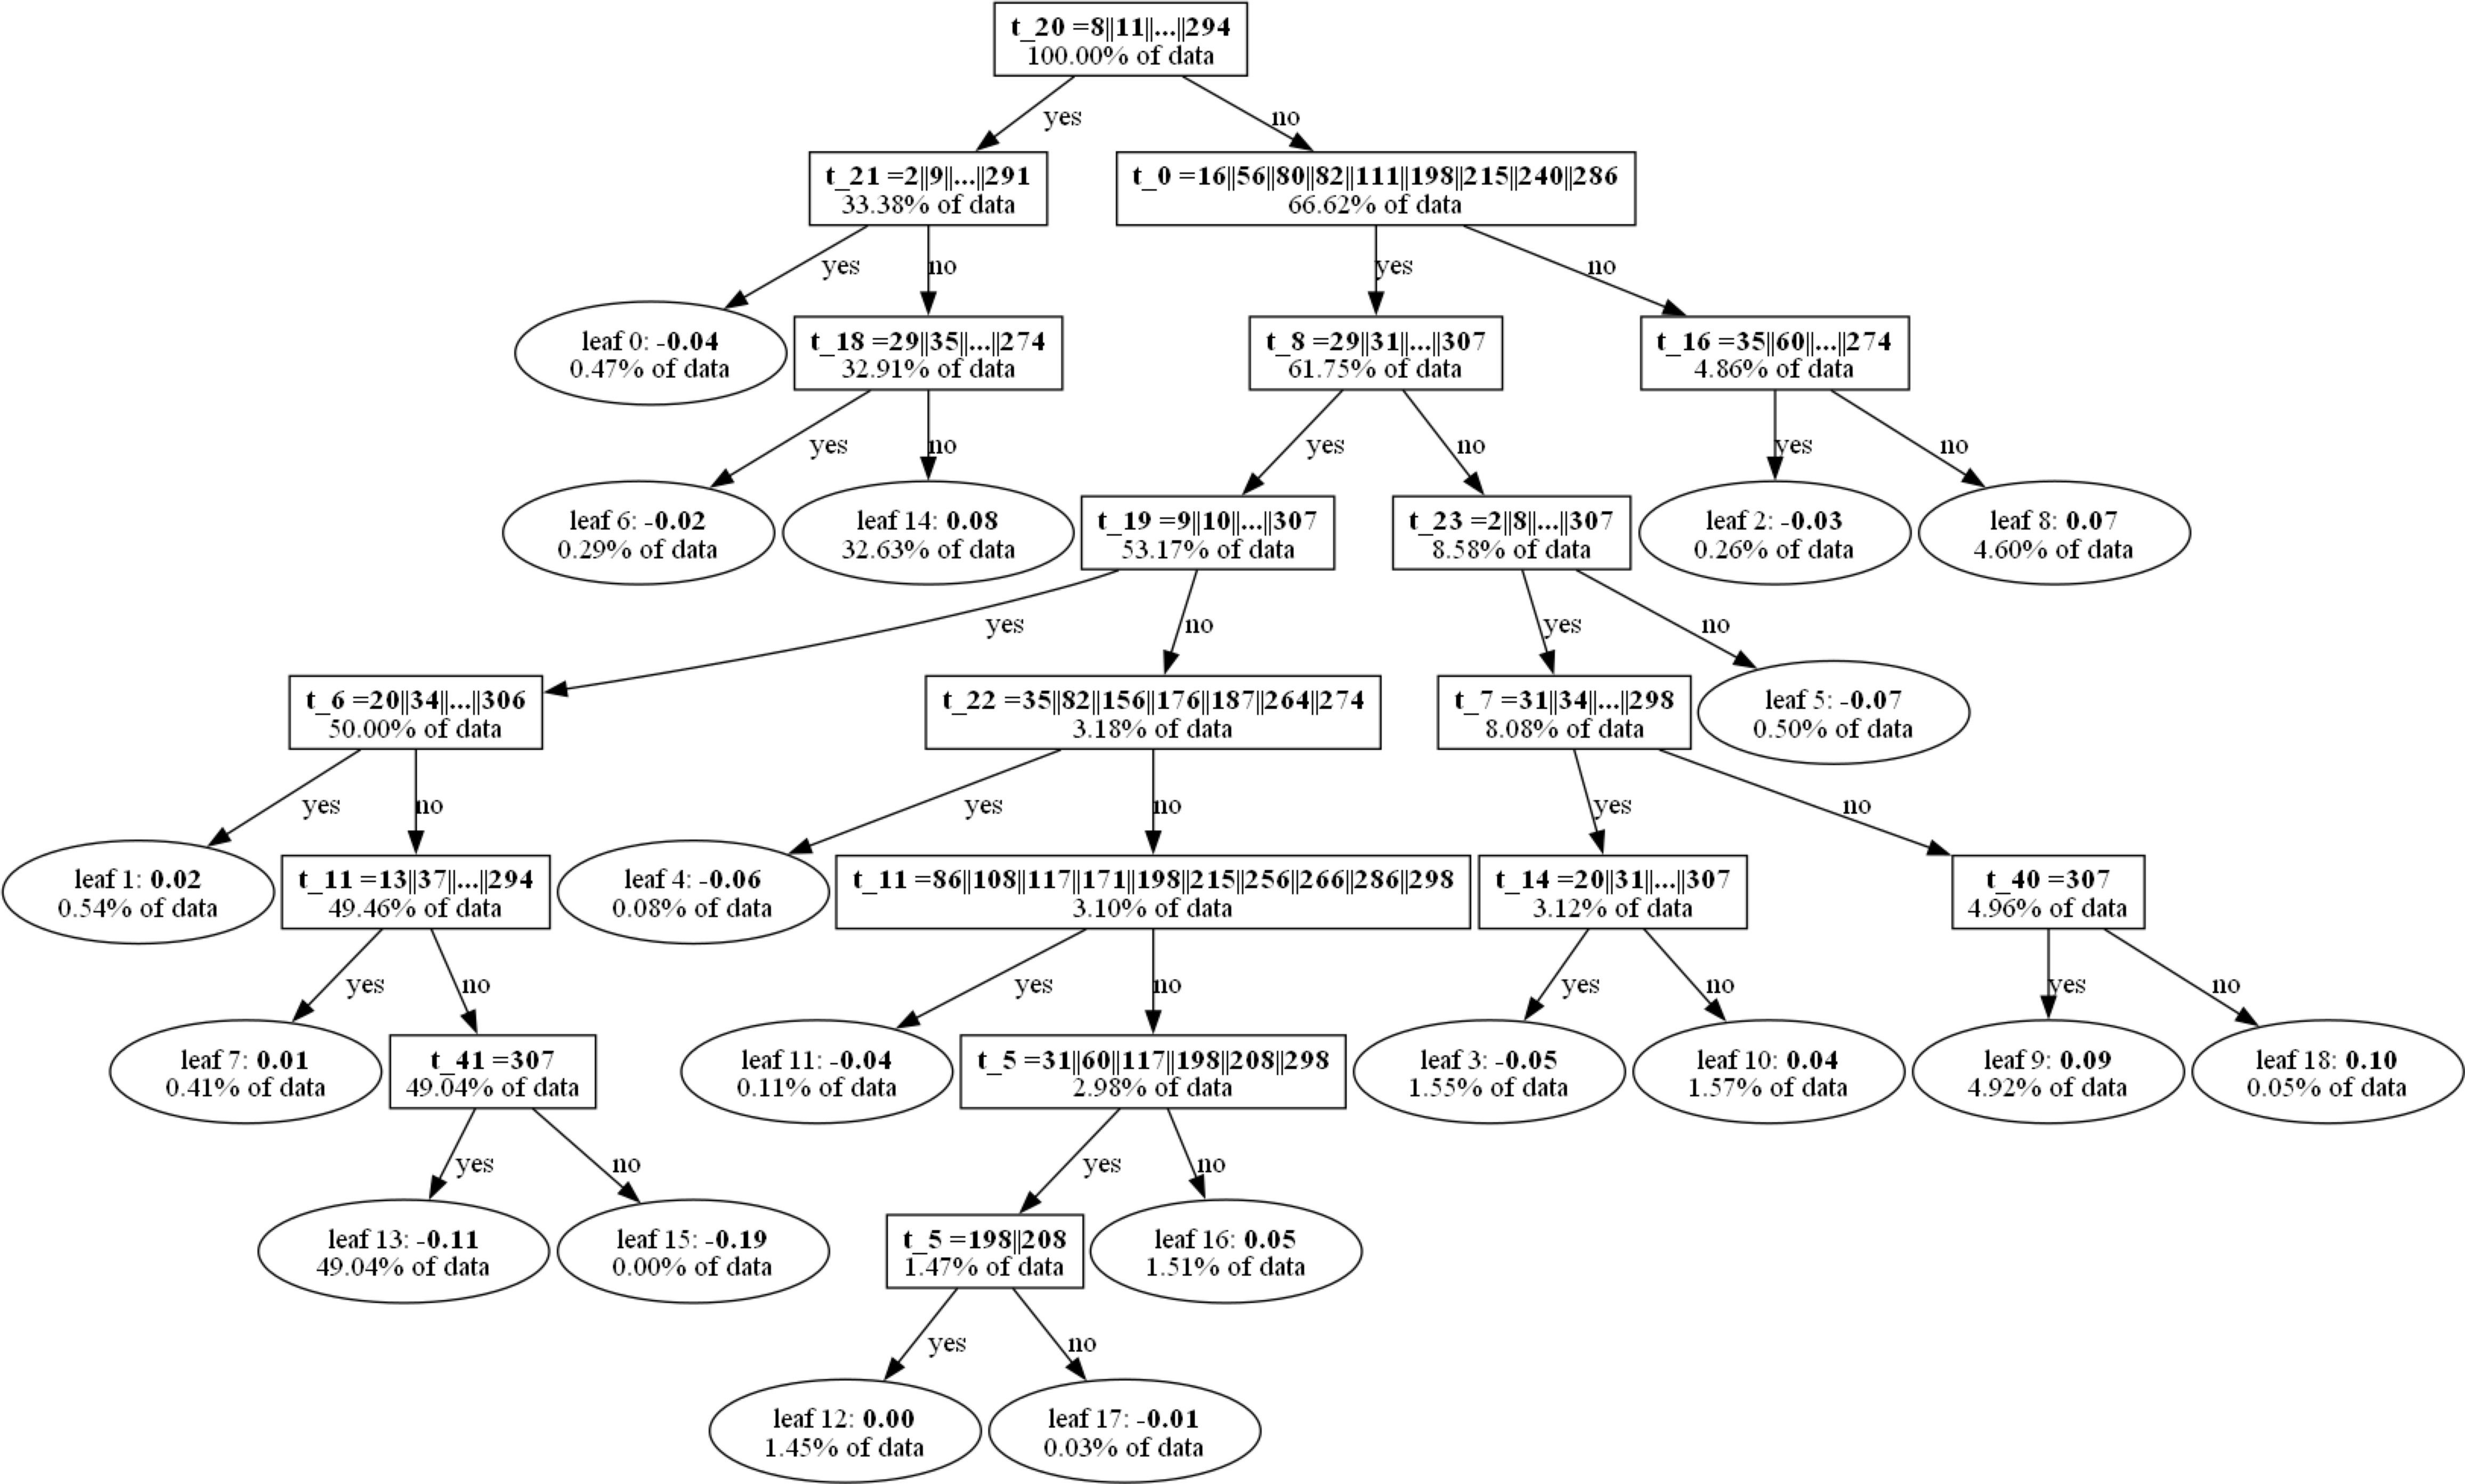 t_20 =8||11||...||294
100.00% of data
yes
no
t_21 =2||9||...||291
33.38% of data
t_0 =16||56||80||82||111||198||215||240||286
66.62% of data
yes
no
yes
no
leaf 0: -0.04
0.47% of data
t_18 =29||35||...||274
32.91% of data
t_8 =29||31||...||307
61.75% of data
t_16 =35||60||...||274
4.86% of data
yes
no
yes
no
yes
no
leaf 6: -0.02
0.29% of data
leaf 14: 0.08
32.63% of data
t_19 =9||10||...||307
53.17% of data
t_23 =2||8||...||307
8.58% of data
leaf 2: -0.03
0.26% of data
leaf 8: 0.07
4.60% of data
yes
no
yes
no
t_6 =20||34||...||306
50.00% of data
t_22 =35||82||156||176||187||264||274
3.18% of data
t_7 =31||34||...||298
8.08% of data
leaf 5: -0.07
0.50% of data
yes
no
yes
no
yes
no
leaf 1: 0.02
0.54% of data
t_11 =13||37||...||294
49.46% of data
leaf 4: -0.06
0.08% of data
t_11 =86||108||117||171||198||215||256||266||286||298
3.10% of data
t_14 =20||31||...||307
3.12% of data
t_40 =307
4.96% of data
yes
no
yes
no
yes
no
yes
no
leaf 7: 0.01
0.41% of data
t_41 =307
49.04% of data
leaf 11: -0.04
0.11% of data
t_5 =31||60||117||198||208||298
2.98% of data
leaf 3: -0.05
1.55% of data
leaf 10: 0.04
1.57% of data
leaf 9: 0.09
4.92% of data
leaf 18: 0.10
0.05% of data
yes
no
yes
no
leaf 13: -0.11
49.04% of data
leaf 15: -0.19
0.00% of data
t_5 =198||208
1.47% of data
leaf 16: 0.05
1.51% of data
yes
no
leaf 12: 0.00
1.45% of data
leaf 17: -0.01
0.03% of data